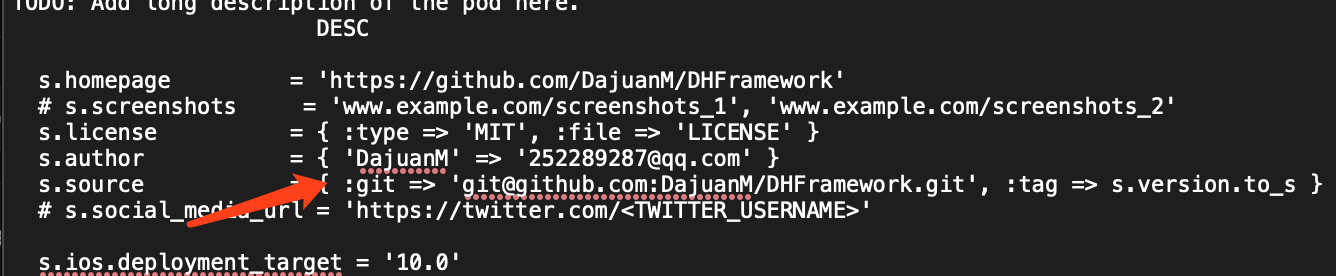 TODO: Add long description of the pod here.
DESC
s.homepage = 'https://github.com/DajuanM/DHFramework'
# s.screenshots = 'www.example.com/screenshots_1', 'www.example.com/screenshots_2'
s.license = { :type => 'MIT', :file => 'LICENSE' }
s.author = { 'DajuanM' => '252289287@qq.com' }
s.source = { :git => 'git@github.com:DajuanM/DHFramework.git', :tag => s.version.to_s }
# s.social_media_url = 'https://twitter.com/<TWITTER_USERNAME>'
s.ios.deployment_target = '10.0'